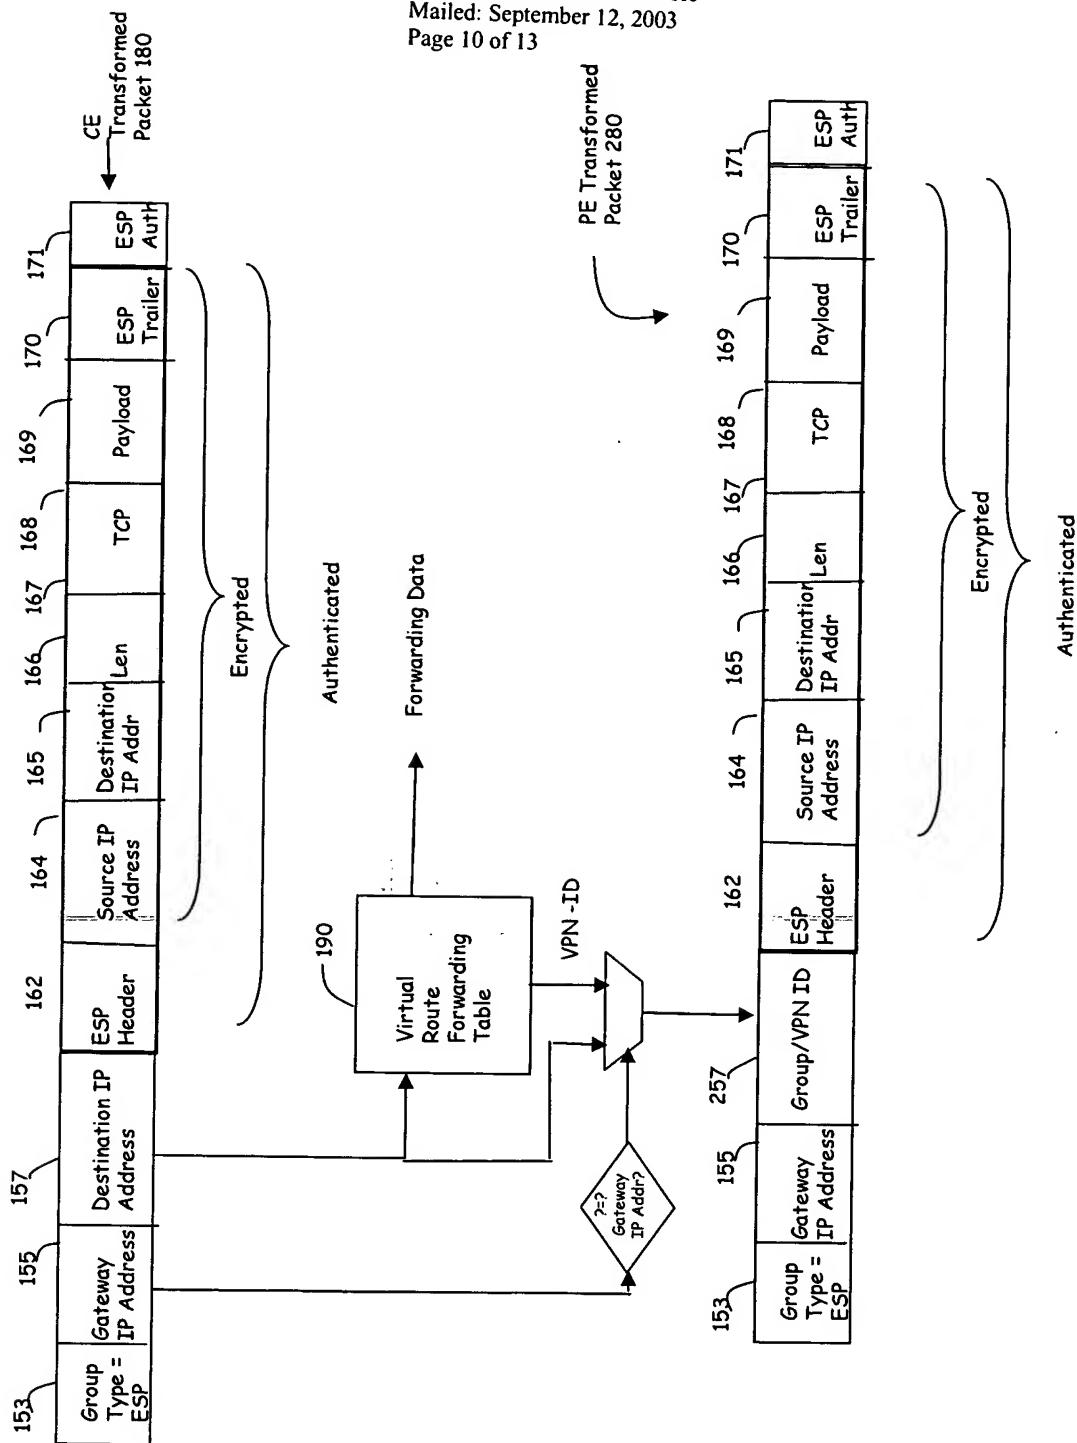 Mailed: September 12, 2003
Page 10 of 13
CE
Transformed
Packet 180
153
155
157
162
164
165
166
167
168
169
170
171
Group
Type =
ESP
Gateway
IP Address
Destination IP
Address
ESP
Header
Source IP
Address
Destination
IP Addr
Len
TCP
Payload
ESP
Trailer
ESP
Auth
Encrypted
Authenticated
190
Virtual
Route
Forwarding
Table
Forwarding Data
VPN -ID
?=?
Gateway
IP Addr?
PE Transformed
Packet 280
153
155
257
162
164
165
166
167
168
169
170
171
Group
Type =
ESP
Gateway
IP Address
Group/VPN ID
ESP
Header
Source IP
Address
Destination
IP Addr
Len
TCP
Payload
ESP
Trailer
ESP
Auth
Encrypted
Authenticated